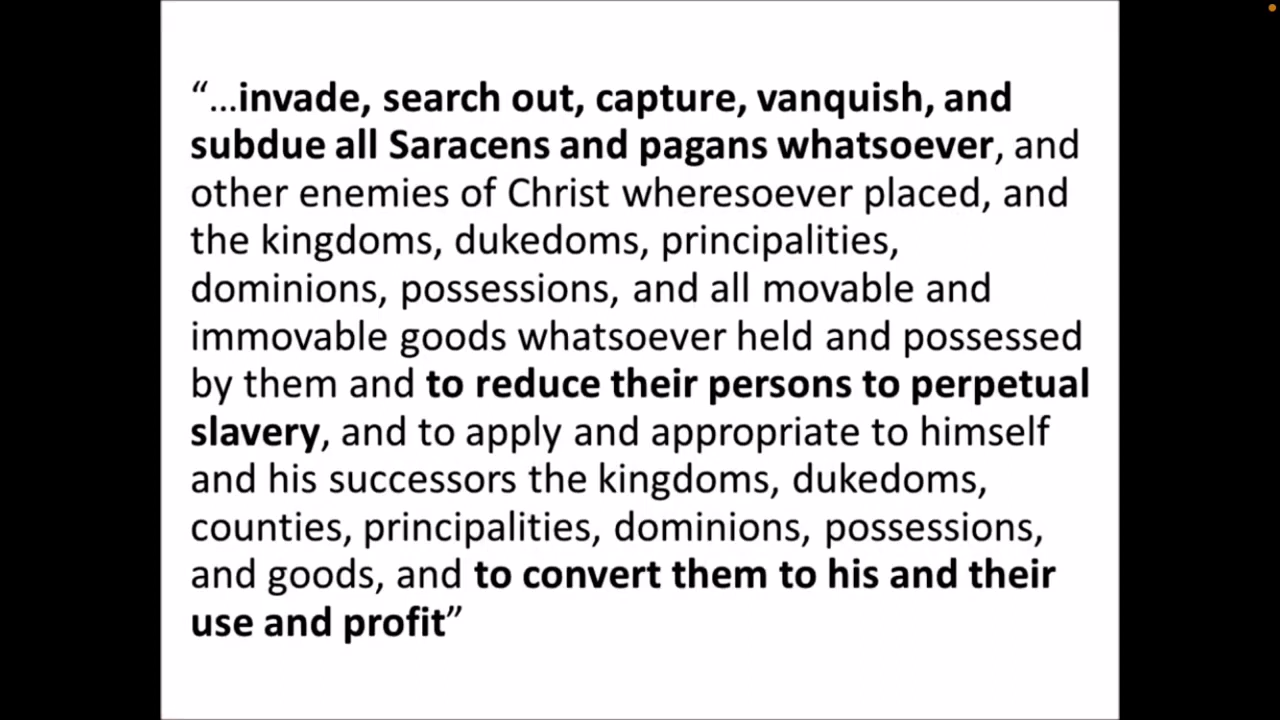 “…invade, search out, capture, vanquish, and
subdue all Saracens and pagans whatsoever, and
other enemies of Christ wheresoever placed, and
the kingdoms, dukedoms, principalities,
dominions, possessions, and all movable and
immovable goods whatsoever held and possessed
by them and to reduce their persons to perpetual
slavery, and to apply and appropriate to himself
and his successors the kingdoms, dukedoms,
counties, principalities, dominions, possessions,
and goods, and to convert them to his and their
use and profit”